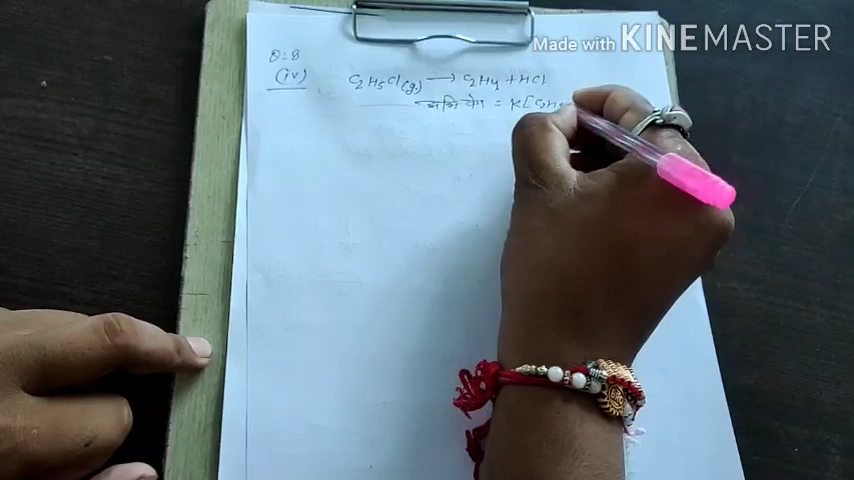 Made with KINEMASTER
Q:8
(iv) C₂H₅Cl(g) ⟶ C₂H₄ + HCl
अभि वेग = K[C₂H₅